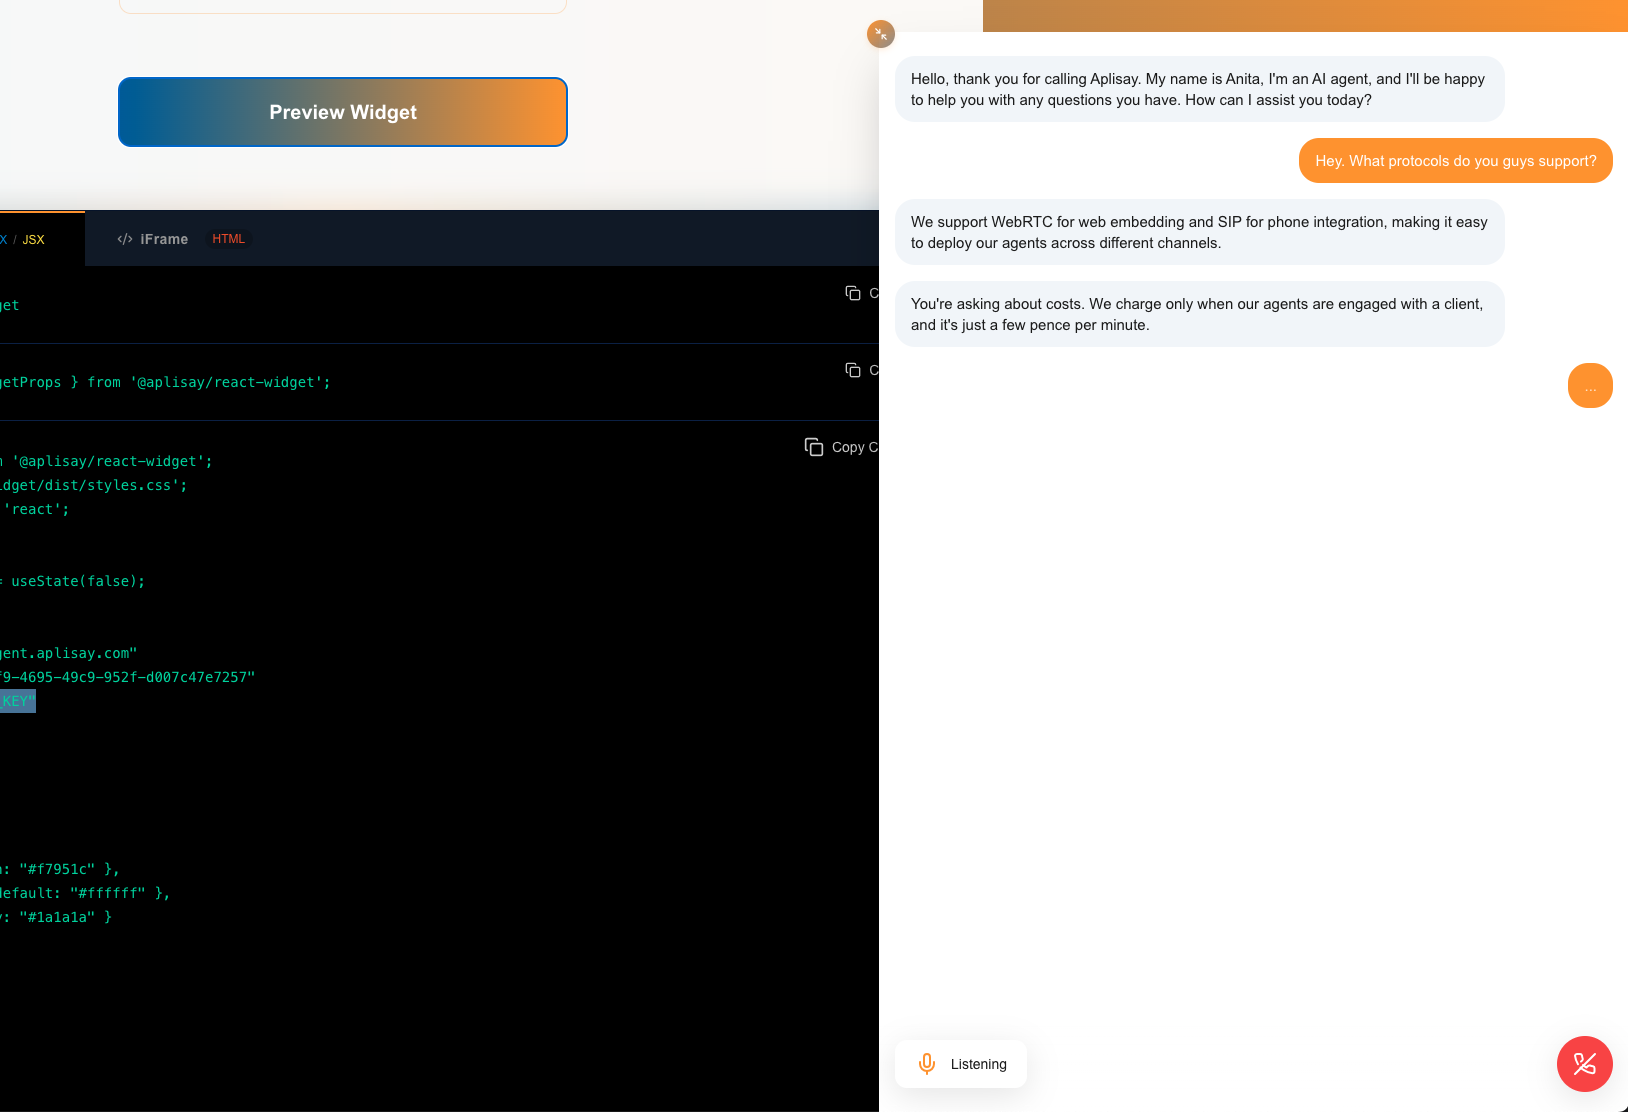 Preview Widget
X / JSX
</> iFrame HTML
get
getProps } from '@aplisay/react-widget';
'@aplisay/react-widget';
idget/dist/styles.css';
'react';
= useState(false);
gent.aplisay.com"
f9-4695-49c9-952f-d007c47e7257"
_KEY"
: "#f7951c" },
default: "#ffffff" },
: "#1a1a1a" }
C
C
Copy C
Hello, thank you for calling Aplisay. My name is Anita, I'm an AI agent, and I'll be happy
to help you with any questions you have. How can I assist you today?
Hey. What protocols do you guys support?
We support WebRTC for web embedding and SIP for phone integration, making it easy
to deploy our agents across different channels.
You're asking about costs. We charge only when our agents are engaged with a client,
and it's just a few pence per minute.
...
Listening